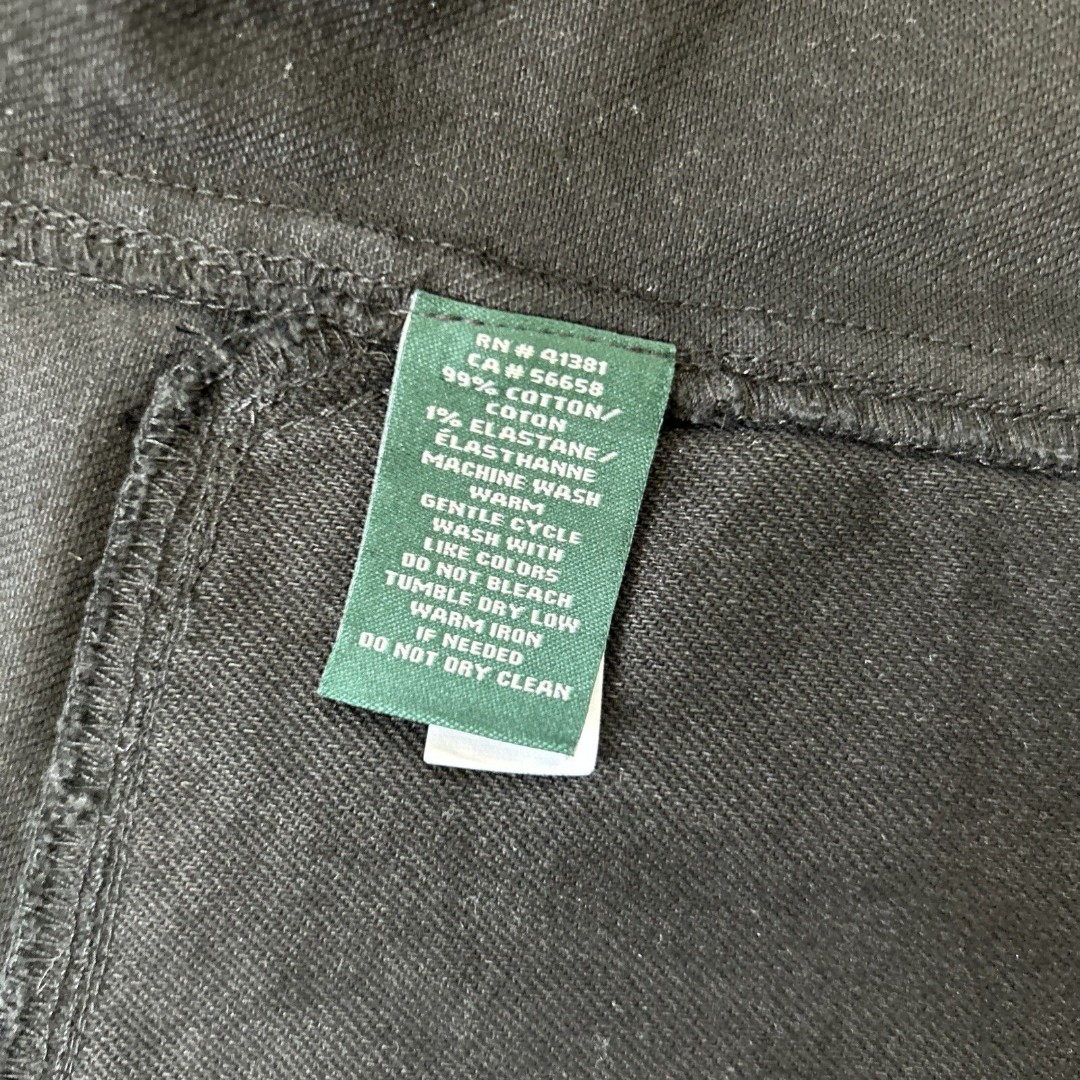 RN # 41381
CA # 56658
99% COTTON/
COTON
1% ELASTANE/
ÉLASTHANNE
MACHINE WASH
WARM
GENTLE CYCLE
WASH WITH
LIKE COLORS
DO NOT BLEACH
TUMBLE DRY LOW
WARM IRON
IF NEEDED
DO NOT DRY CLEAN